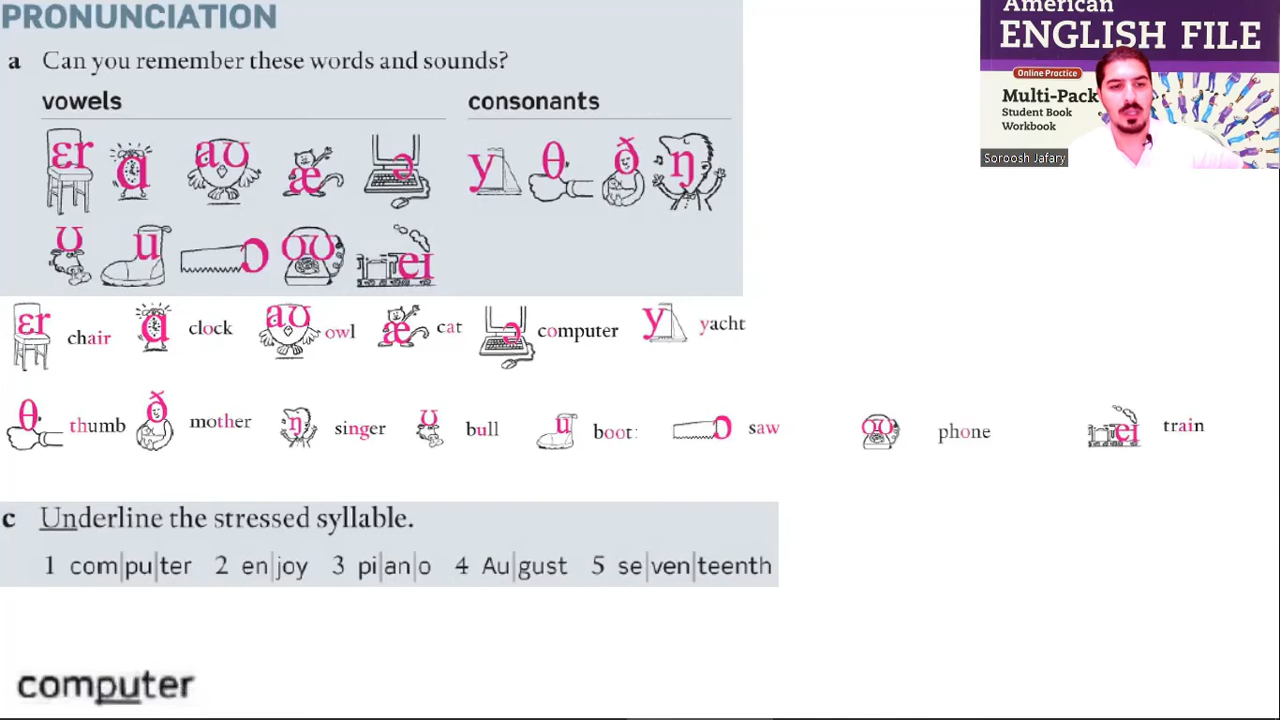 PRONUNCIATION
a Can you remember these words and sounds?
vowels consonants
ɛr ɑ aʊ æ ə y θ ð ŋ
ʊ u ɔ oʊ eɪ
ɛr chair ɑ clock aʊ owl æ cat ə computer y yacht
θ thumb ð mother ŋ singer ʊ bull u boot: ɔ saw oʊ phone eɪ train
c Underline the stressed syllable.
1 com|pu|ter 2 en|joy 3 pi|an|o 4 Au|gust 5 se|ven|teenth
computer
American
ENGLISH FILE
Online Practice
Multi-Pack
Student Book
Workbook
Soroosh Jafary